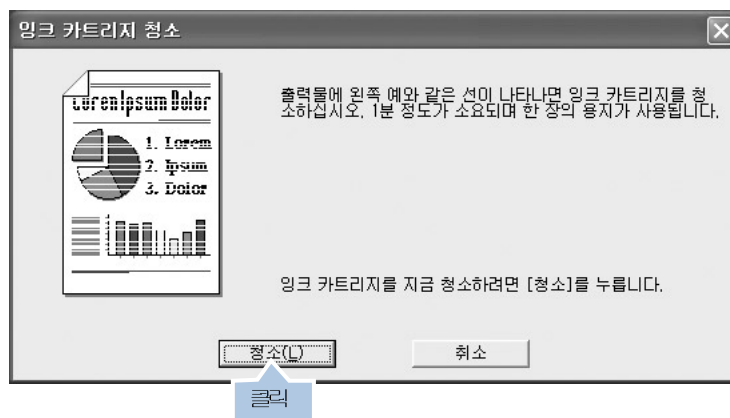 잉크 카트리지 청소
Lorem Ipsum Dolor
1. Lorem
2. Ipsum
3. Dolor
출력물에 왼쪽 예와 같은 선이 나타나면 잉크 카트리지를 청
소하십시오. 1분 정도가 소요되며 한 장의 용지가 사용됩니다.
잉크 카트리지를 지금 청소하려면 [청소]를 누릅니다.
청소(L)
취소
클릭